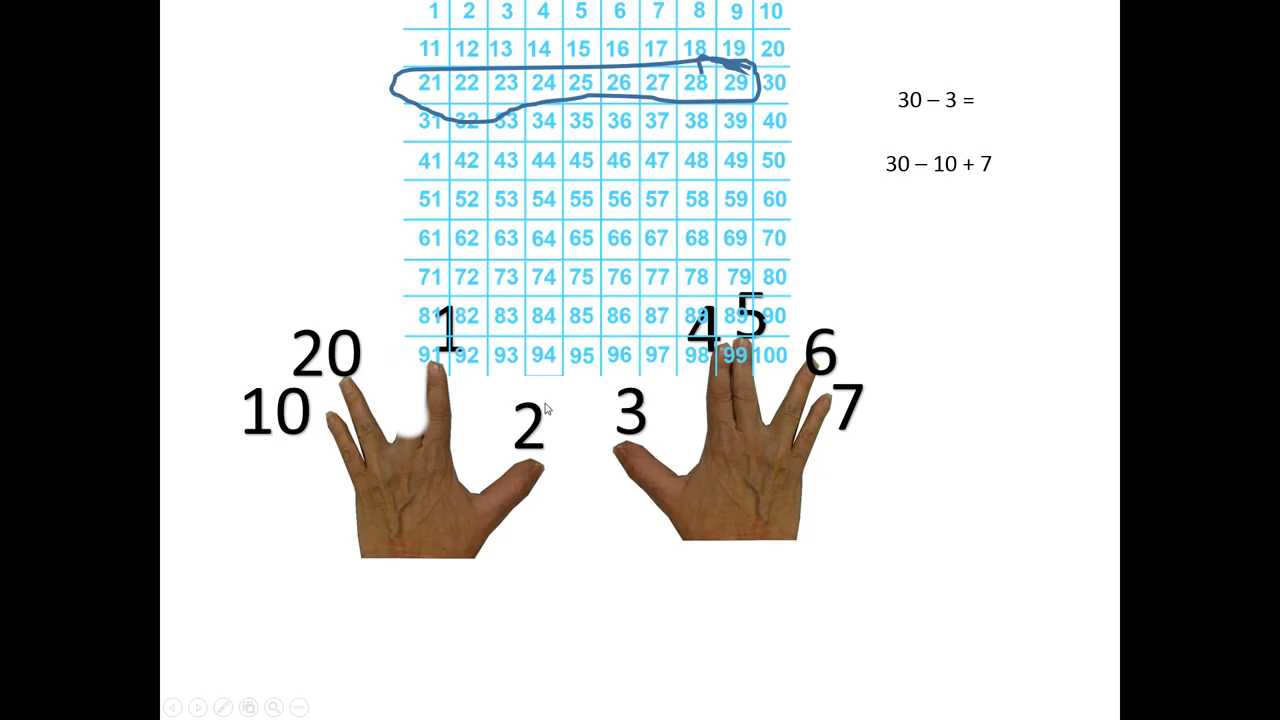 1 2 3 4 5 6 7 8 9 10
11 12 13 14 15 16 17 18 19 20
21 22 23 24 25 26 27 28 29 30
31 32 33 34 35 36 37 38 39 40
41 42 43 44 45 46 47 48 49 50
51 52 53 54 55 56 57 58 59 60
61 62 63 64 65 66 67 68 69 70
71 72 73 74 75 76 77 78 79 80
81 82 83 84 85 86 87 88 89 90
91 92 93 94 95 96 97 98 99 100
30 – 3 =
30 – 10 + 7
10 20 1 2 3 4 5 6 7